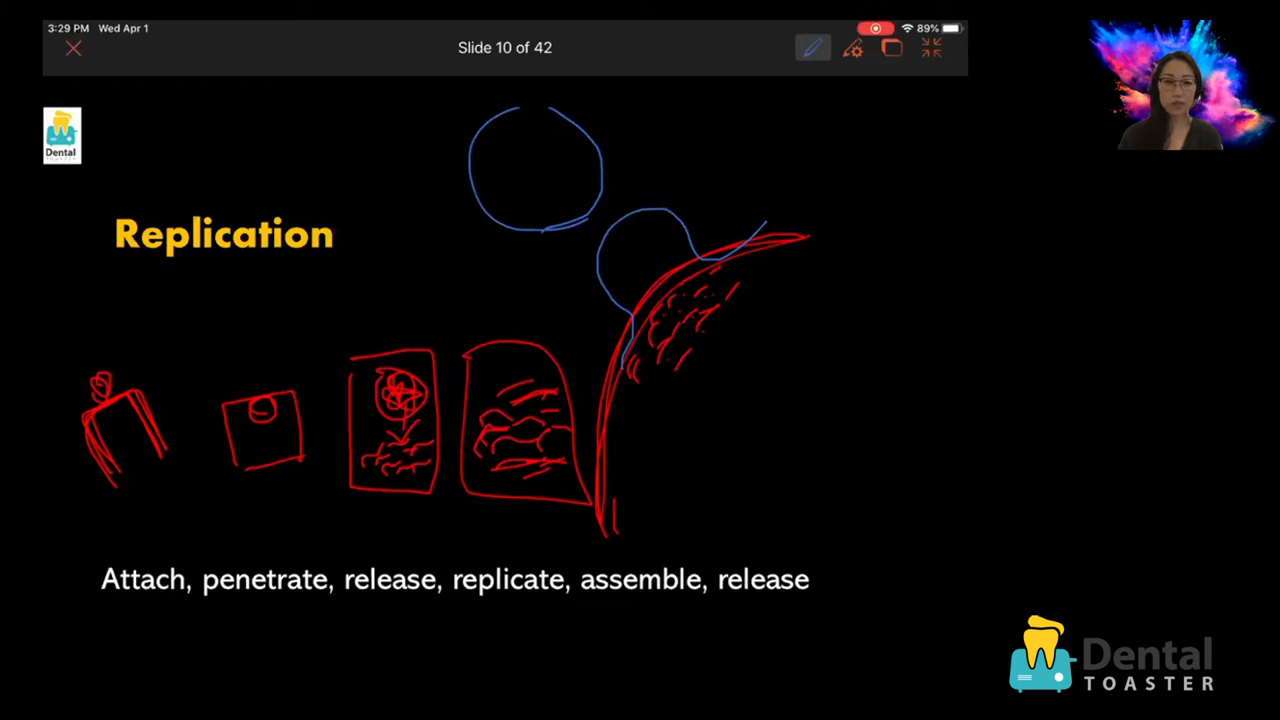 3:29 PM Wed Apr 1
89%
Slide 10 of 42
Dental
TOASTER
Replication
Attach, penetrate, release, replicate, assemble, release
Dental
TOASTER